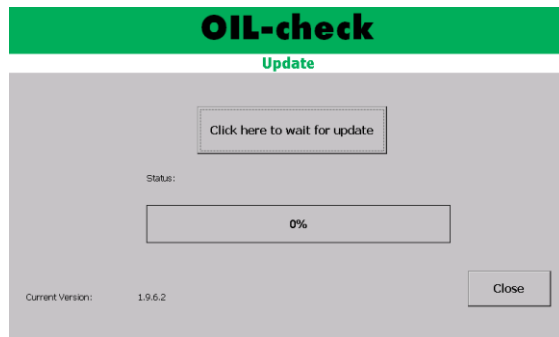 OIL-check
Update
Click here to wait for update
Status:
0%
Close
Current Version: 1.9.6.2